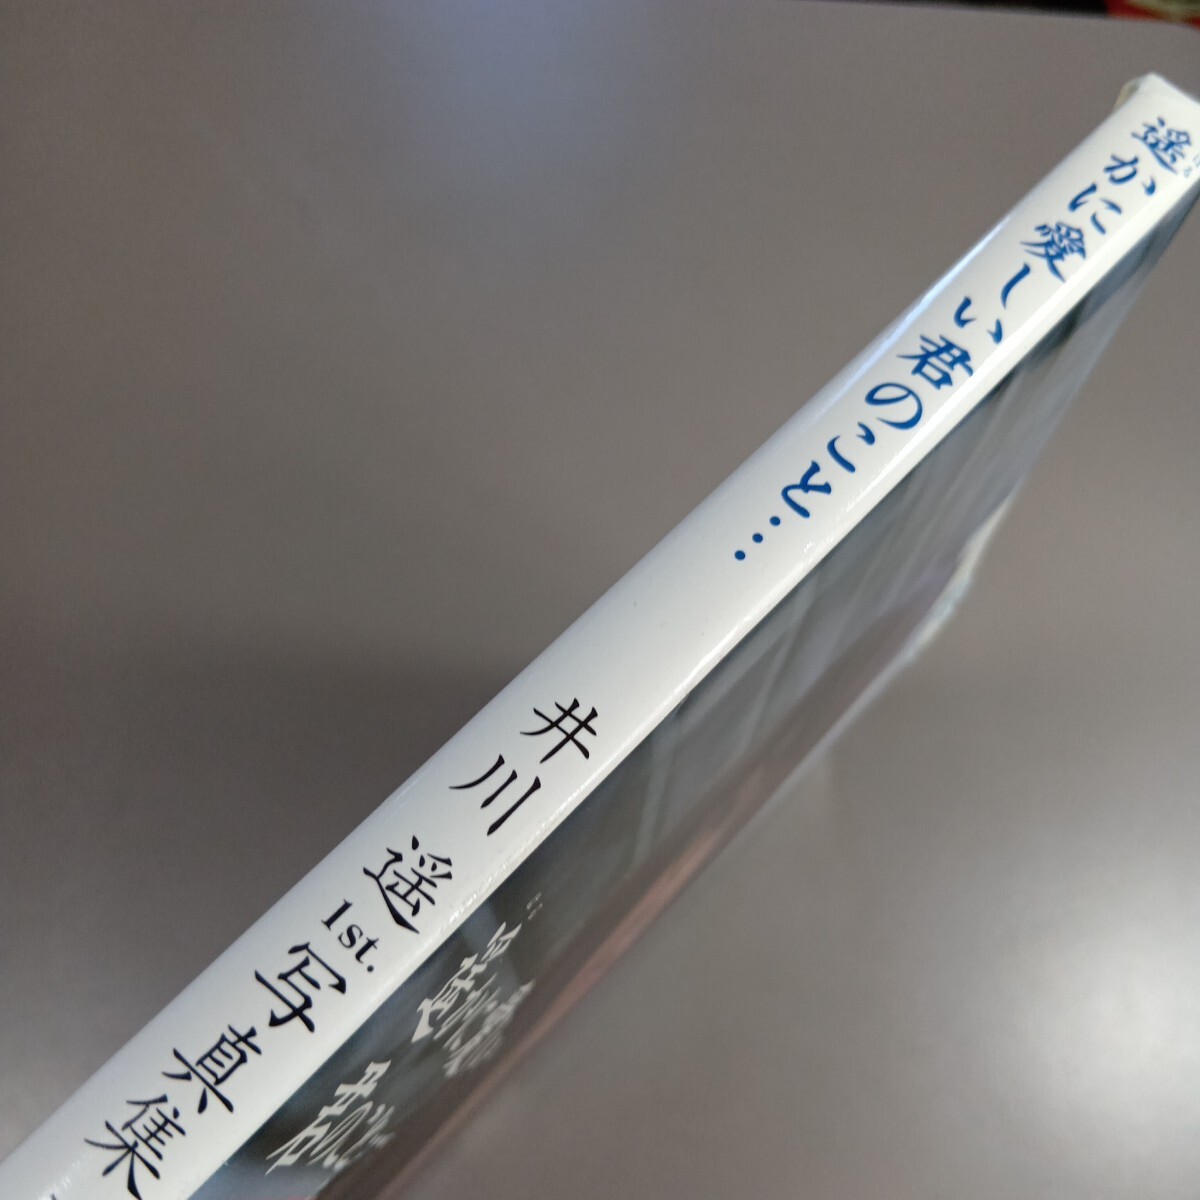 遥かに愛しい君のこと…
井川 遥 1st. 写真集